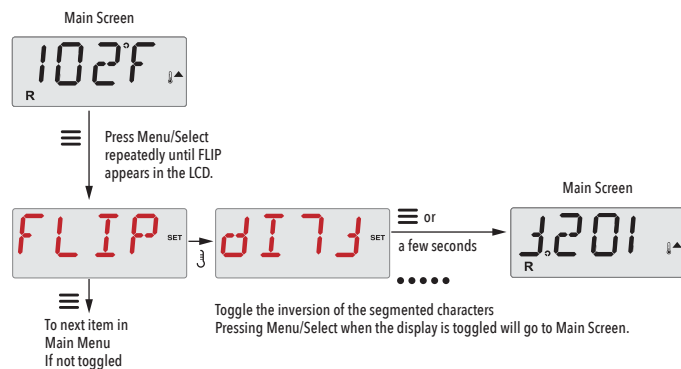 Main Screen
102°F
R
Press Menu/Select
repeatedly until FLIP
appears in the LCD.
Main Screen
FLIP SET
dI7J SET
or
a few seconds
J.201
R
To next item in
Main Menu
If not toggled
Toggle the inversion of the segmented characters
Pressing Menu/Select when the display is toggled will go to Main Screen.